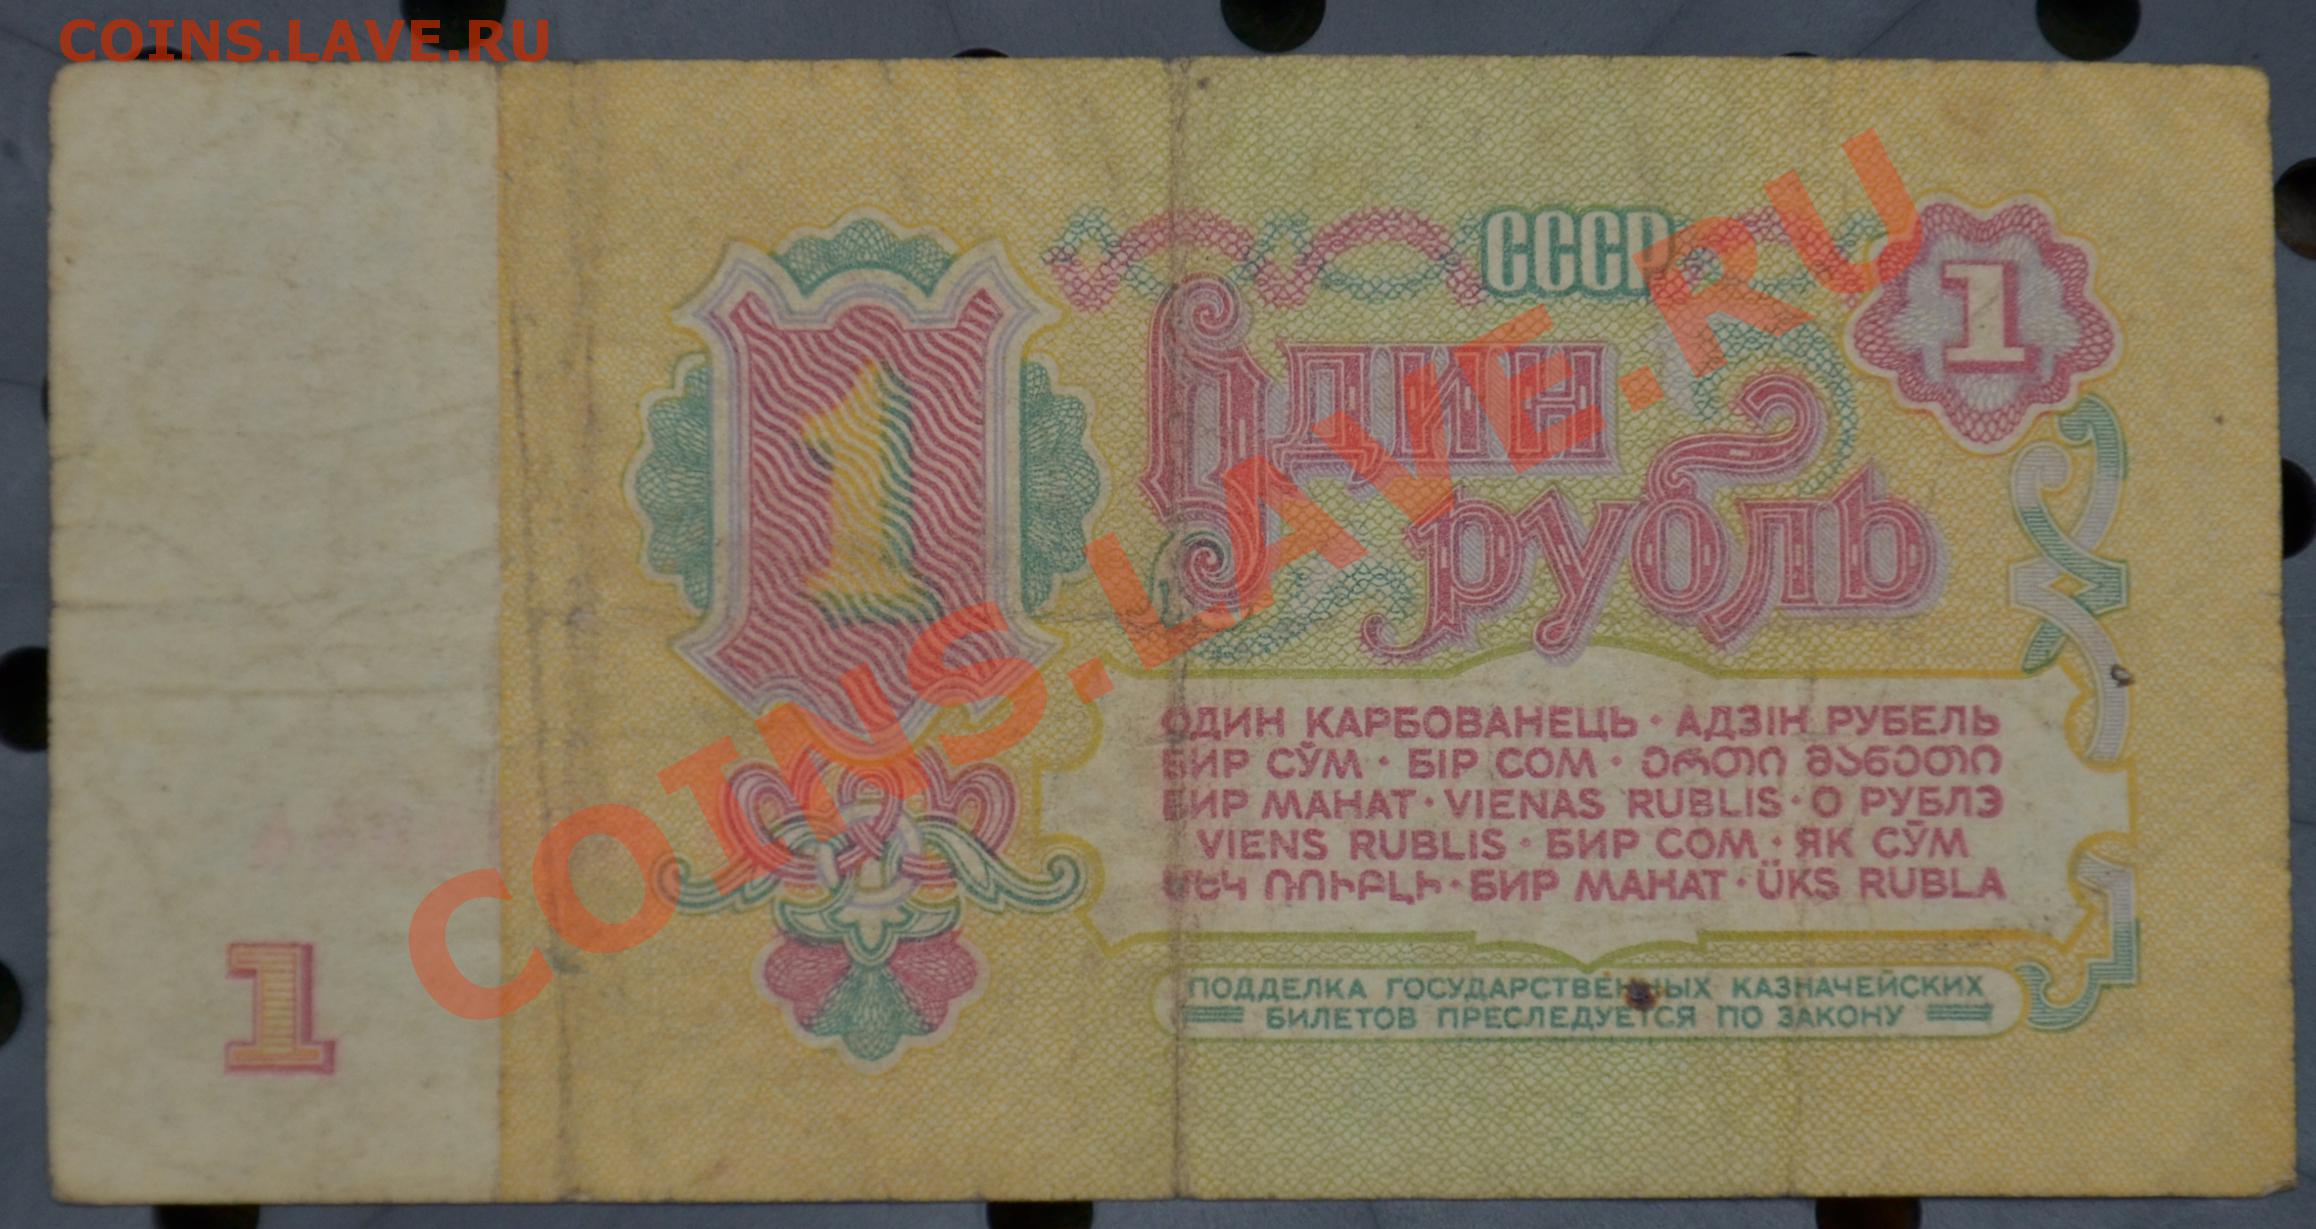 COINS.LAVE.RU
СССР
1
1
Один
рубль
COINS.LAVE.RU
ОДИН КАРБОВАНЕЦЬ · АДЗІН РУБЕЛЬ
БИР СЎМ · БІР СОМ · ᲔᲠᲗᲘ ᲛᲐᲜᲔᲗᲘ
БИР МАНАТ · VIENAS RUBLIS · О РУБЛЭ
VIENS RUBLIS · БИР СОМ · ЯК СӮМ
ՄԵԿ ՌՈՒԲԼԻ · БИР МАНАТ · ÜKS RUBLA
1
ПОДДЕЛКА ГОСУДАРСТВЕННЫХ КАЗНАЧЕЙСКИХ
БИЛЕТОВ ПРЕСЛЕДУЕТСЯ ПО ЗАКОНУ